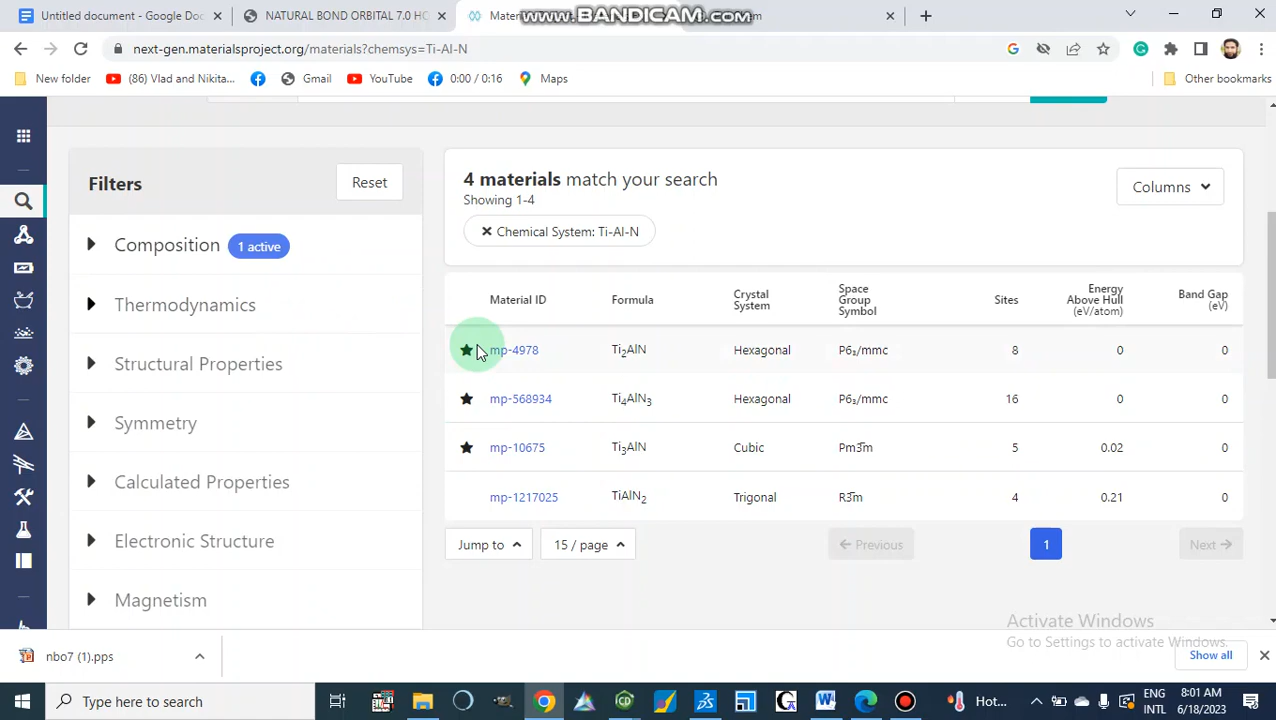 Untitled document - Google Doc
NATURAL BOND ORBITAL 7.0 HO
Mater
www.BANDICAM.com
em
next-gen.materialsproject.org/materials?chemsys=Ti-Al-N
New folder
(86) Vlad and Nikita...
Gmail
YouTube
0:00 / 0:16
Maps
Other bookmarks
Filters
Reset
4 materials match your search
Showing 1-4
Columns
Chemical System: Ti-Al-N
Composition
1 active
Thermodynamics
Structural Properties
Symmetry
Calculated Properties
Electronic Structure
Magnetism
Material ID Formula Crystal System Space Group Symbol Sites Energy Above Hull (eV/atom) Band Gap (eV)
mp-4978 Ti₂AlN Hexagonal P6₃/mmc 8 0 0
mp-568934 Ti₄AlN₃ Hexagonal P6₃/mmc 16 0 0
mp-10675 Ti₃AlN Cubic Pm3̅m 5 0.02 0
mp-1217025 TiAlN₂ Trigonal R3̅m 4 0.21 0
Jump to
15 / page
Previous
1
Next
Activate Windows
Go to Settings to activate Windows.
nbo7 (1).pps
Show all
Type here to search
Hot...
ENG
INTL
8:01 AM
6/18/2023